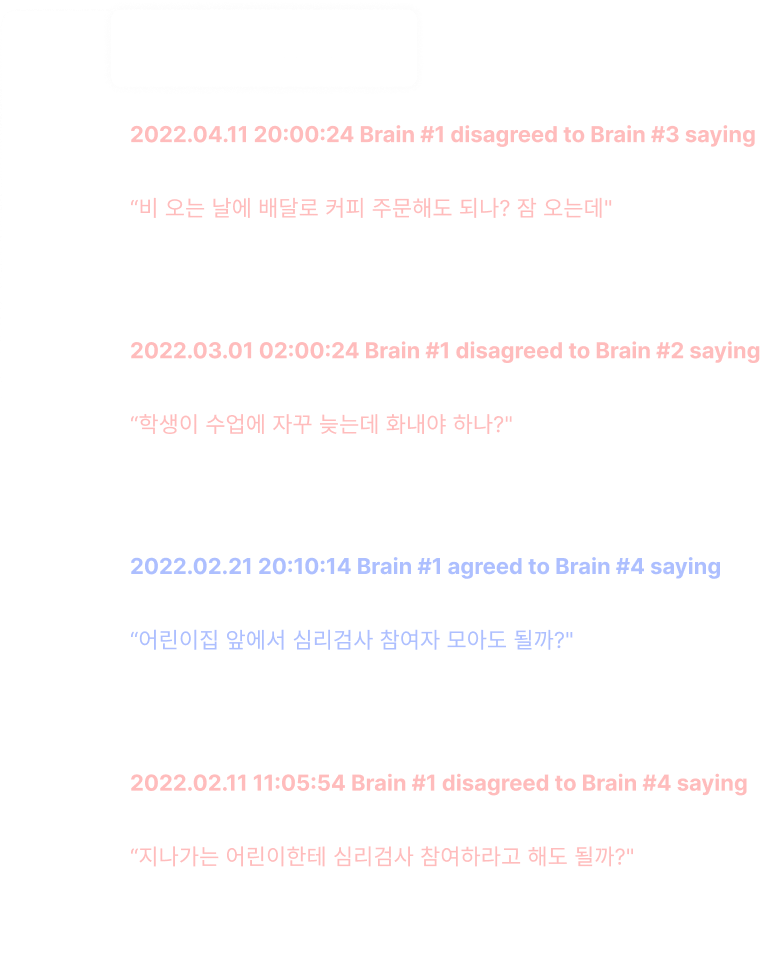 2022.04.11 20:00:24 Brain #1 disagreed to Brain #3 saying
“비 오는 날에 배달로 커피 주문해도 되나? 잠 오는데"
2022.03.01 02:00:24 Brain #1 disagreed to Brain #2 saying
“학생이 수업에 자꾸 늦는데 화내야 하나?"
2022.02.21 20:10:14 Brain #1 agreed to Brain #4 saying
“어린이집 앞에서 심리검사 참여자 모아도 될까?"
2022.02.11 11:05:54 Brain #1 disagreed to Brain #4 saying
“지나가는 어린이한테 심리검사 참여하라고 해도 될까?"